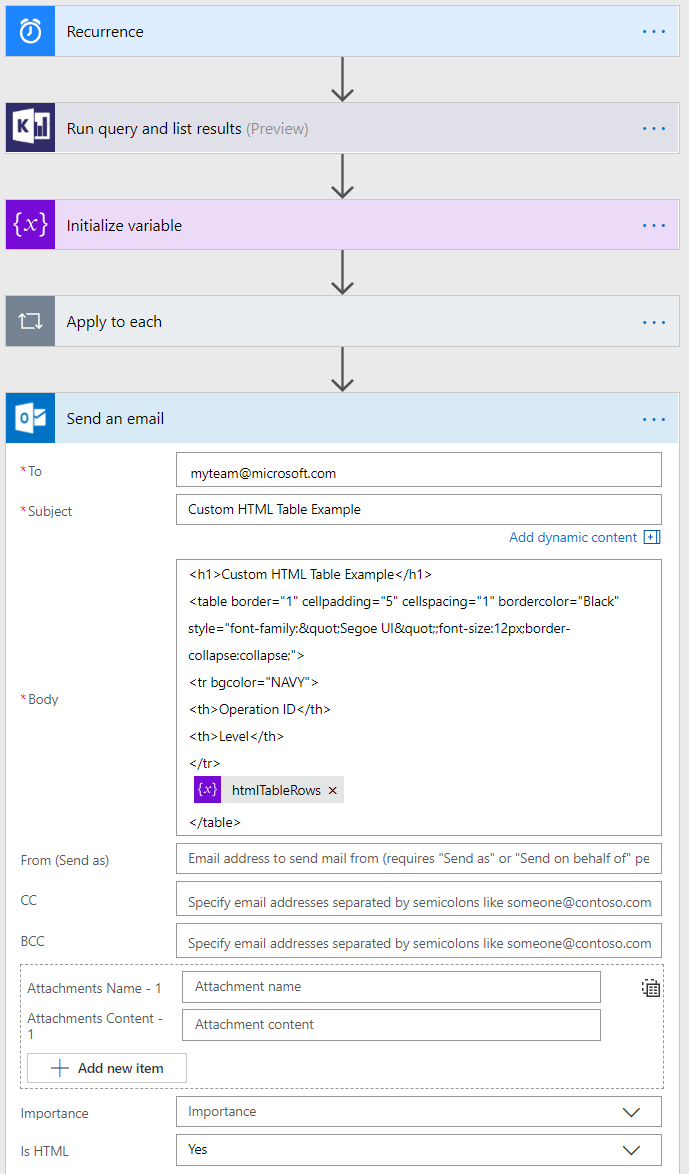 Recurrence
Run query and list results (Preview)
{x} Initialize variable
Apply to each
Send an email
* To
myteam@microsoft.com
* Subject
Custom HTML Table Example
Add dynamic content
* Body
<h1>Custom HTML Table Example</h1>
<table border="1" cellpadding="5" cellspacing="1" bordercolor="Black"
style="font-family:&quot;Segoe UI&quot;;font-size:12px;border-
collapse:collapse;">
<tr bgcolor="NAVY">
<th>Operation ID</th>
<th>Level</th>
</tr>
{x} htmlTableRows ×
</table>
From (Send as)
Email address to send mail from (requires "Send as" or "Send on behalf of" pe
CC
Specify email addresses separated by semicolons like someone@contoso.com
BCC
Specify email addresses separated by semicolons like someone@contoso.com
Attachments Name - 1
Attachment name
Attachments Content -
1
Attachment content
Add new item
Importance
Importance
Is HTML
Yes